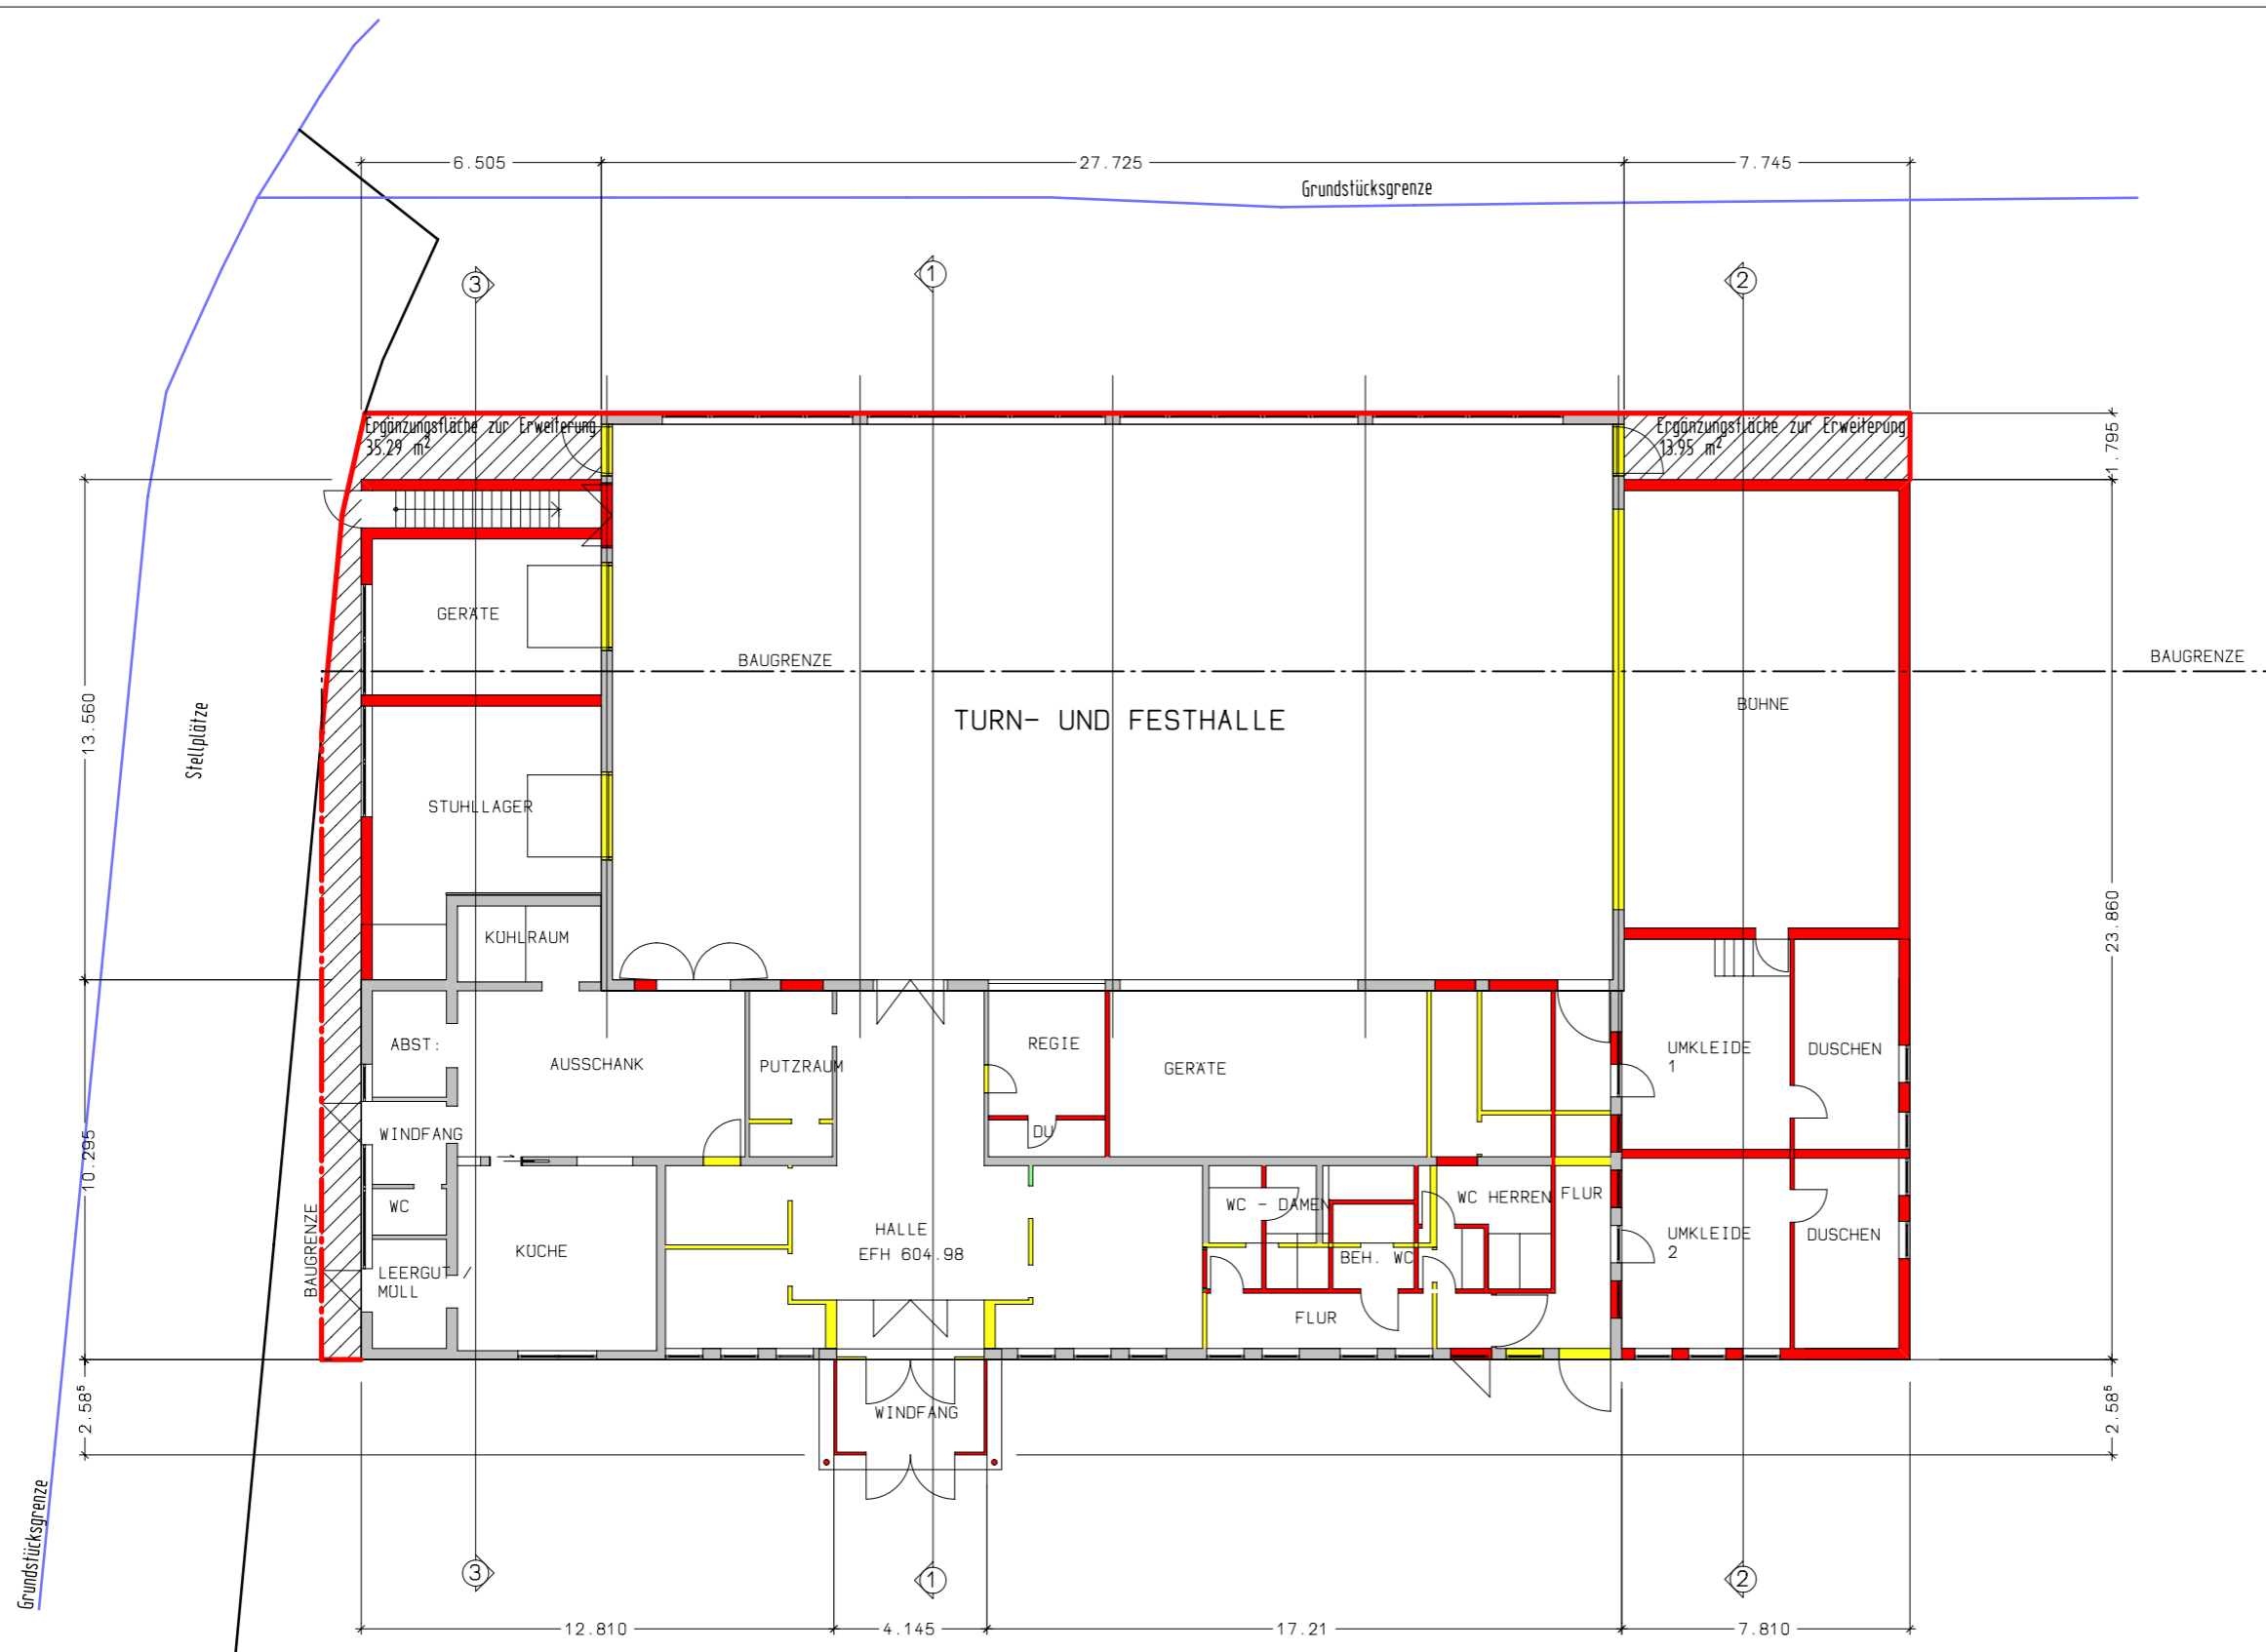 6.505
27.725
7.745
Grundstücksgrenze
3
1
2
Ergänzungsfläche zur Erweiterung
35.29 m²
Ergänzungsfläche zur Erweiterung
13.95 m²
1.795
GERÄTE
BAUGRENZE
BAUGRENZE
13.560
Stellplätze
TURN- UND FESTHALLE
BÜHNE
STUHLLAGER
23.860
KÜHLRAUM
ABST:
AUSSCHANK
PUTZRAUM
REGIE
GERÄTE
UMKLEIDE
1
DUSCHEN
10.295
WINDFANG
DU
WC
WC - DAMEN
WC HERREN
FLUR
BAUGRENZE
KÜCHE
HALLE
EFH 604.98
BEH. WC
UMKLEIDE
2
DUSCHEN
LEERGUT /
MÜLL
FLUR
2.58⁵
WINDFANG
2.58⁵
Grundstücksgrenze
3
1
2
12.810
4.145
17.21
7.810